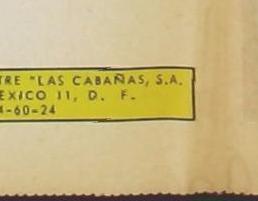 TRE "LAS CABAÑAS, S.A.
EXICO 11, D. F.
4-60-24